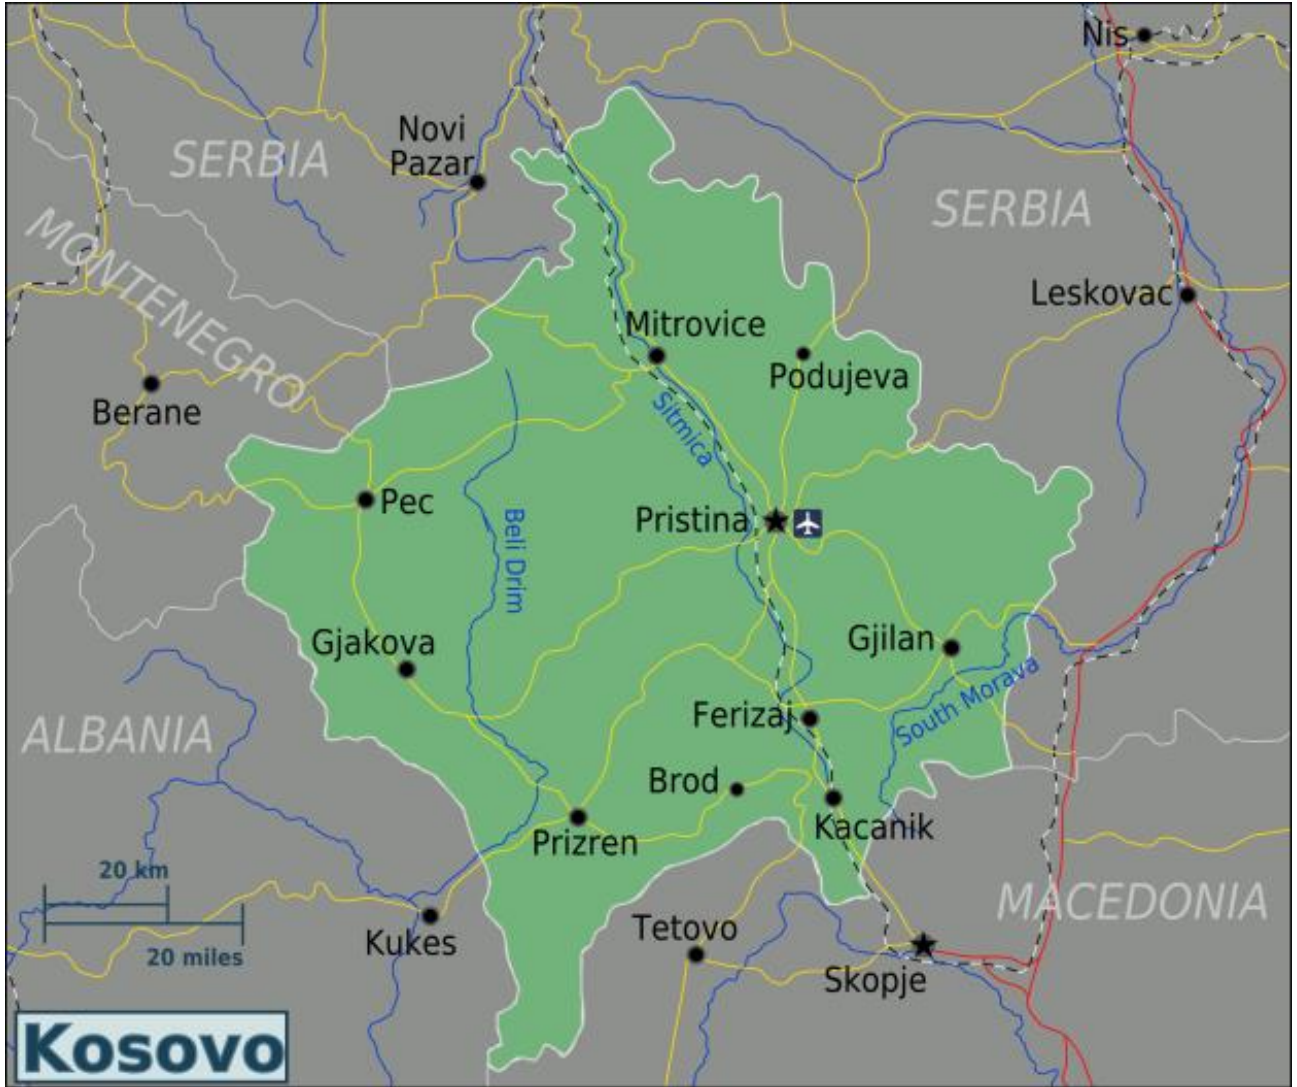 Nis
Novi
Pazar
SERBIA
SERBIA
MONTENEGRO
Leskovac
Mitrovice
Podujeva
Berane
Sitmica
Pec
Pristina
Beli Drim
Gjakova
Gjilan
South Morava
ALBANIA
Ferizaj
Brod
Kacanik
Prizren
20 km
MACEDONIA
Kukes
Tetovo
20 miles
Skopje
Kosovo